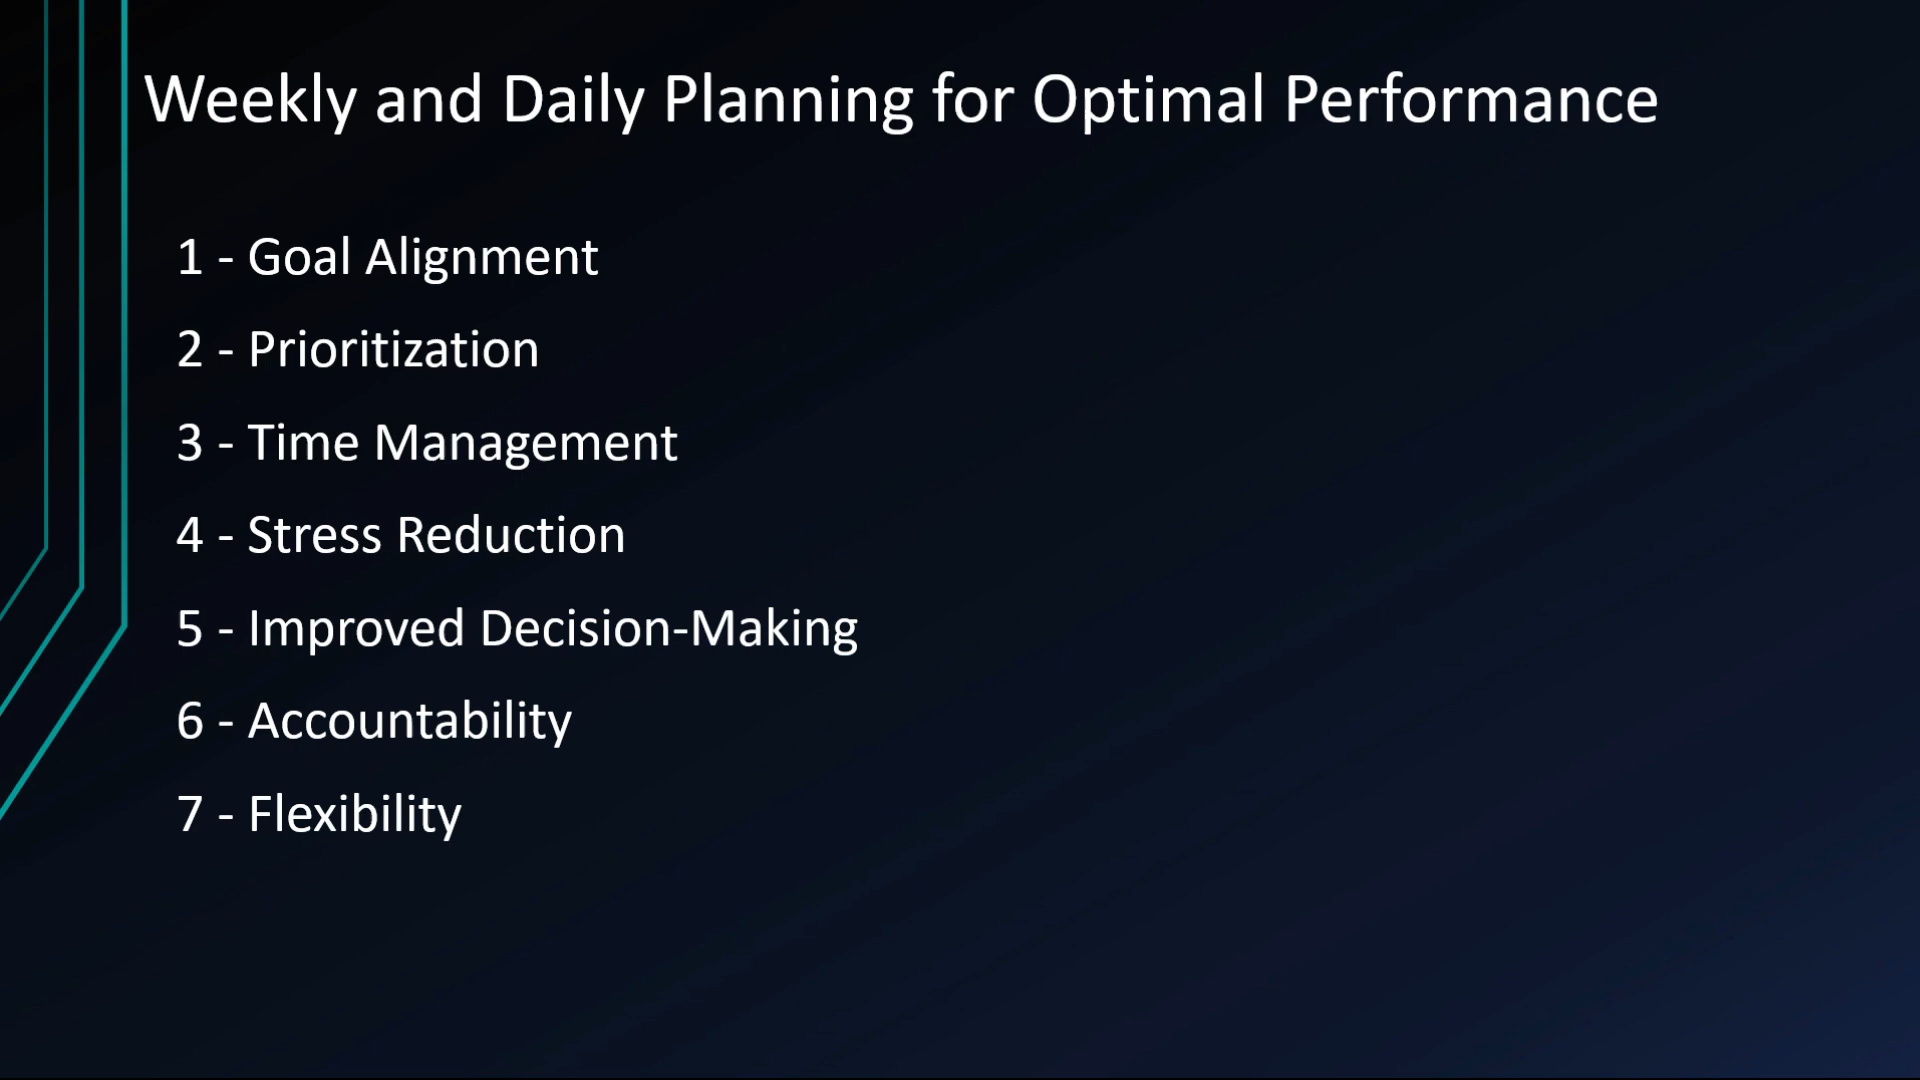 Weekly and Daily Planning for Optimal Performance
1 - Goal Alignment
2 - Prioritization
3 - Time Management
4 - Stress Reduction
5 - Improved Decision-Making
6 - Accountability
7 - Flexibility